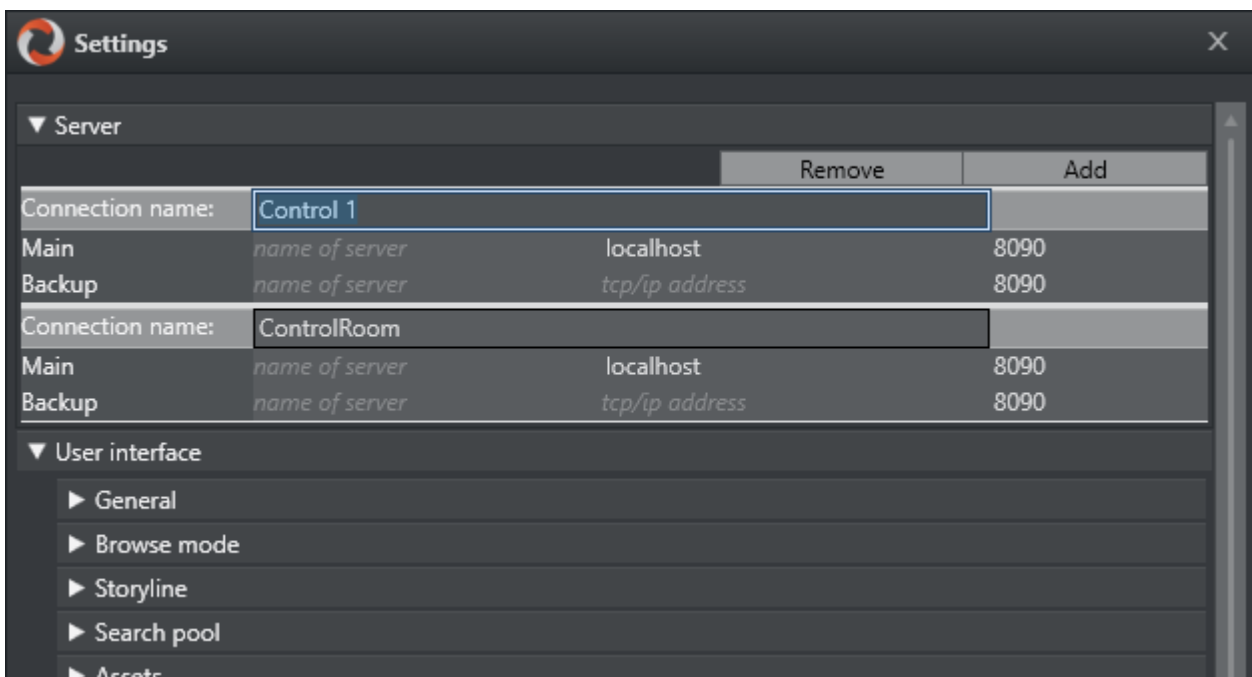 Settings
X
▼ Server
Remove Add
Connection name: Control 1
Main name of server localhost 8090
Backup name of server tcp/ip address 8090
Connection name: ControlRoom
Main name of server localhost 8090
Backup name of server tcp/ip address 8090
▼ User interface
▶ General
▶ Browse mode
▶ Storyline
▶ Search pool
▶ Assets